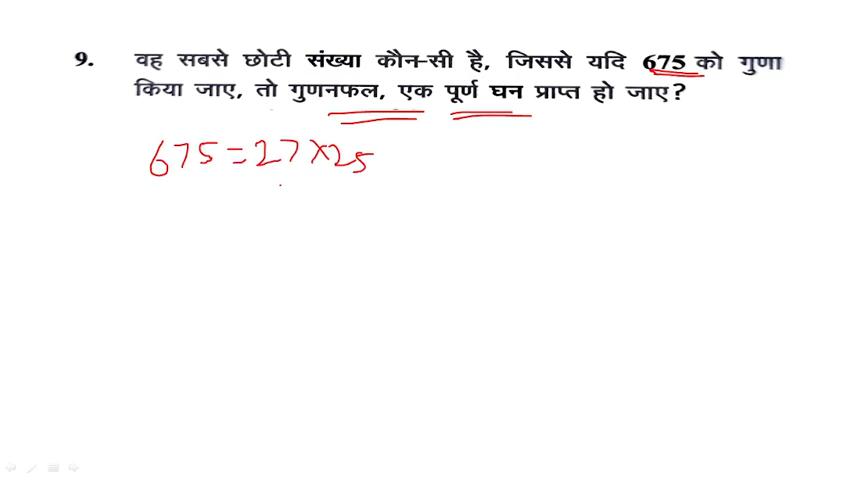 9. वह सबसे छोटी संख्या कौन-सी है, जिससे यदि 675 को गुणा
किया जाए, तो गुणनफल, एक पूर्ण घन प्राप्त हो जाए?
675=27×25